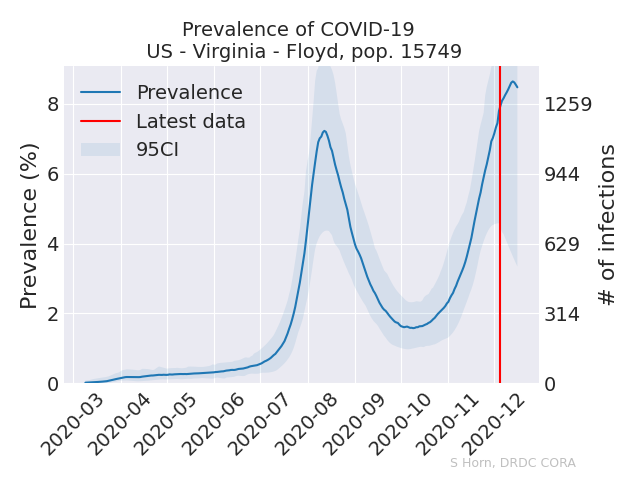 Prevalence of COVID-19
US - Virginia - Floyd, pop. 15749
Prevalence
Latest data
95CI
Prevalence (%)
8
6
4
2
0
1259
944
629
314
0
# of infections
2020-03
2020-04
2020-05
2020-06
2020-07
2020-08
2020-09
2020-10
2020-11
2020-12
S Horn, DRDC CORA